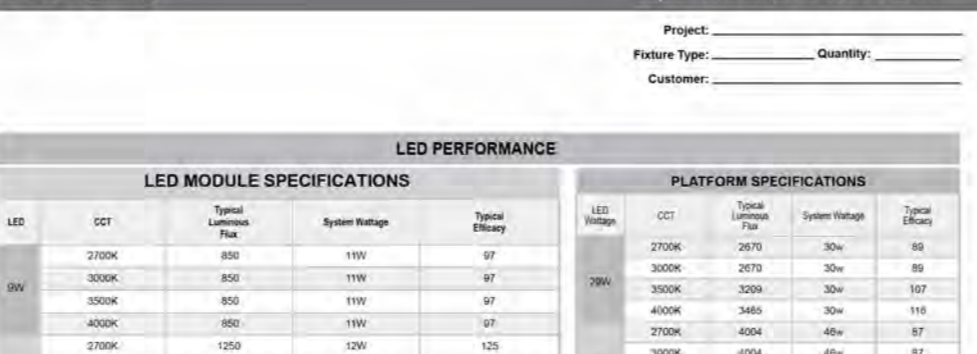 Project:
Fixture Type: Quantity:
Customer:
LED PERFORMANCE
LED MODULE SPECIFICATIONS
LED CCT Typical Luminous Flux System Wattage Typical Efficacy
9W
2700K 850 11W 97
3000K 850 11W 97
3500K 850 11W 97
4000K 850 11W 97
2700K 1250 12W 125
PLATFORM SPECIFICATIONS
LED Wattage CCT Typical Luminous Flux System Wattage Typical Efficacy
2700K 2670 30w 89
3000K 2670 30w 89
3500K 3209 30w 107
4000K 3465 30w 116
2700K 4004 46w 87
3000K 4004 46w 87